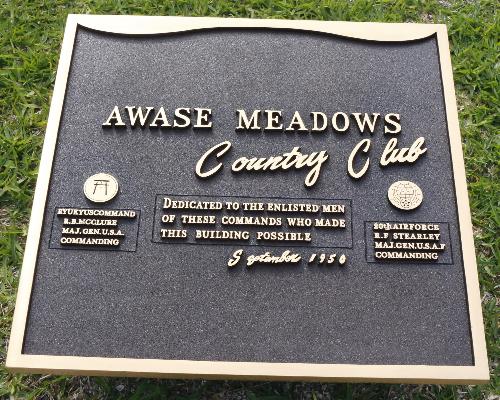 AWASE MEADOWS
Country Club
RYUKYUSCOMMAND
R.B.MCCLURE
MAJ. GEN.U.S.A.
COMMANDING
DEDICATED TO THE ENLISTED MEN
OF THESE COMMANDS WHO MADE
THIS BUILDING POSSIBLE
September 1950
20th AIRFORCE
R.F STEARLEY
MAJ.GEN.U.S.A.F
COMMANDING